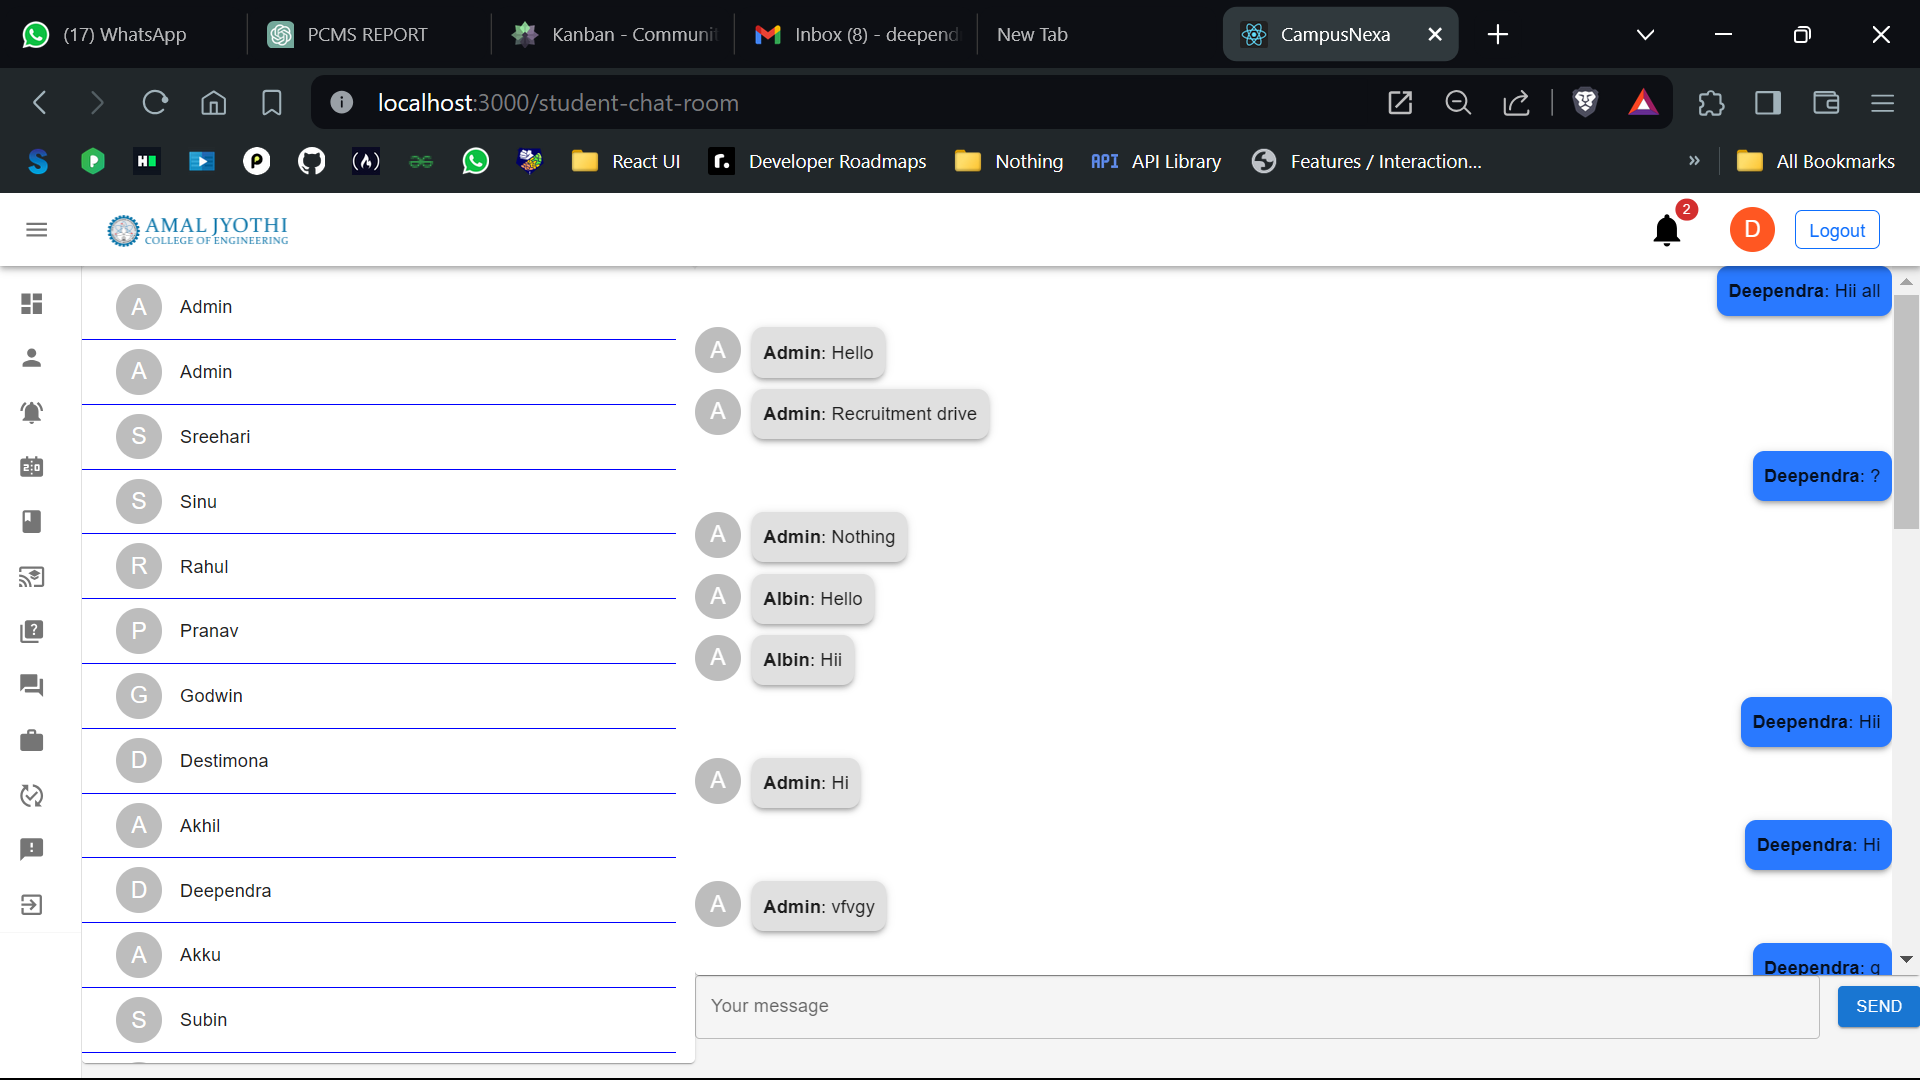 (17) WhatsApp
PCMS REPORT
Kanban - Communit
Inbox (8) - deepend
New Tab
CampusNexa
localhost:3000/student-chat-room
React UI
Developer Roadmaps
Nothing
API API Library
Features / Interaction...
» All Bookmarks
AMAL JYOTHI
COLLEGE OF ENGINEERING
2
D
Logout
A Admin
A Admin
S Sreehari
S Sinu
R Rahul
P Pranav
G Godwin
D Destimona
A Akhil
D Deependra
A Akku
S Subin
Deependra: Hii all
A Admin: Hello
A Admin: Recruitment drive
Deependra: ?
A Admin: Nothing
A Albin: Hello
A Albin: Hii
Deependra: Hii
A Admin: Hi
Deependra: Hi
A Admin: vfvgy
Deependra:
Your message
SEND